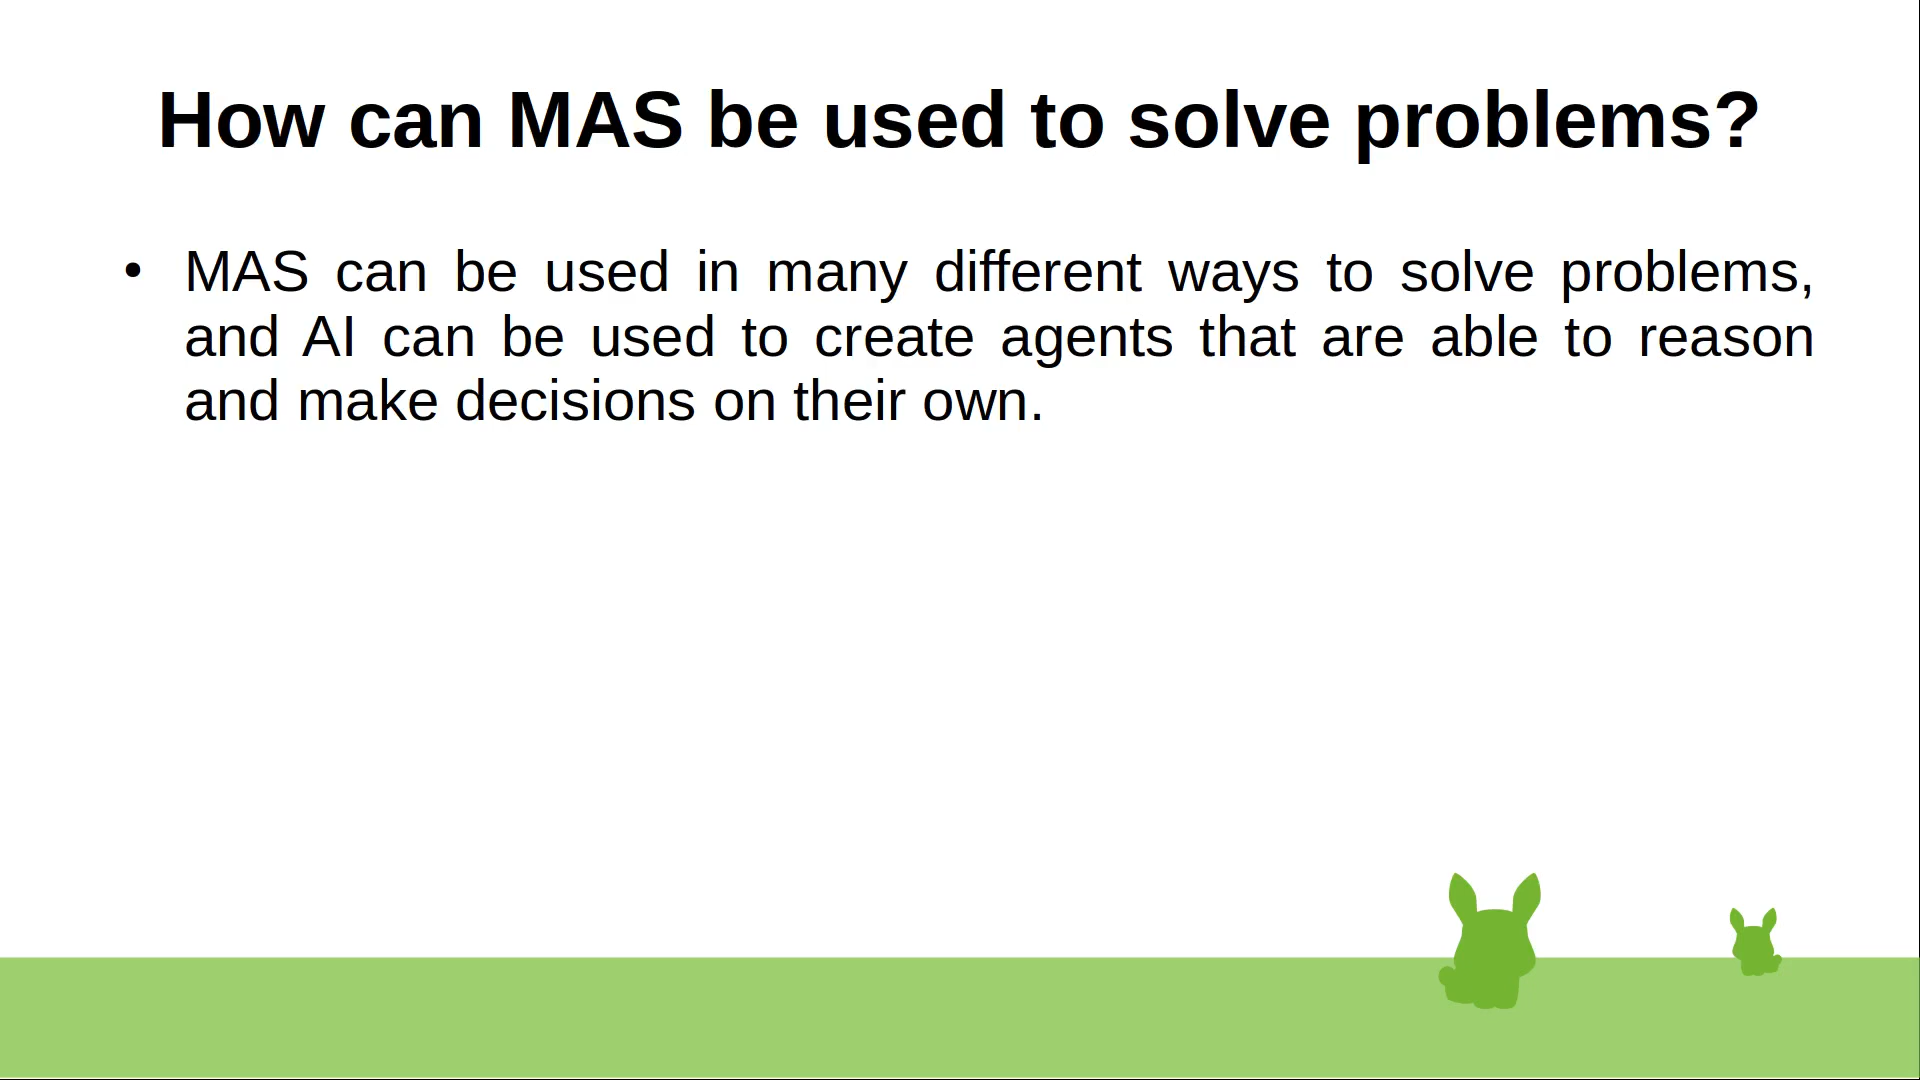 How can MAS be used to solve problems?
• MAS can be used in many different ways to solve problems,
and AI can be used to create agents that are able to reason
and make decisions on their own.